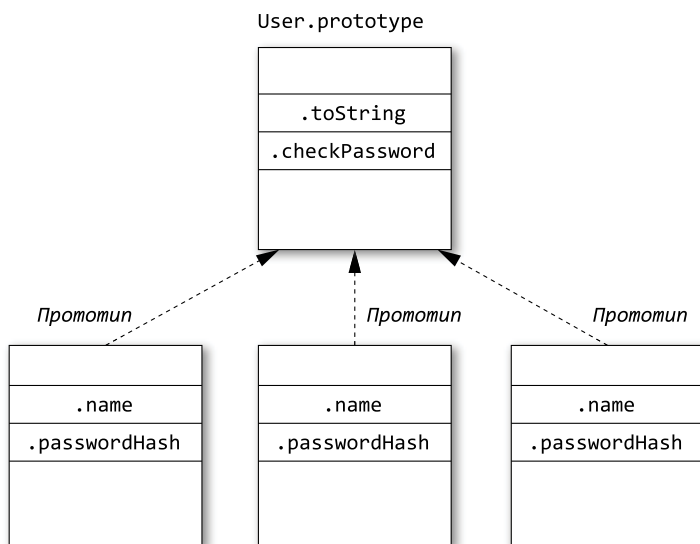 User.prototype
.toString
.checkPassword
Прототип
Прототип
Прототип
.name
.name
.name
.passwordHash
.passwordHash
.passwordHash